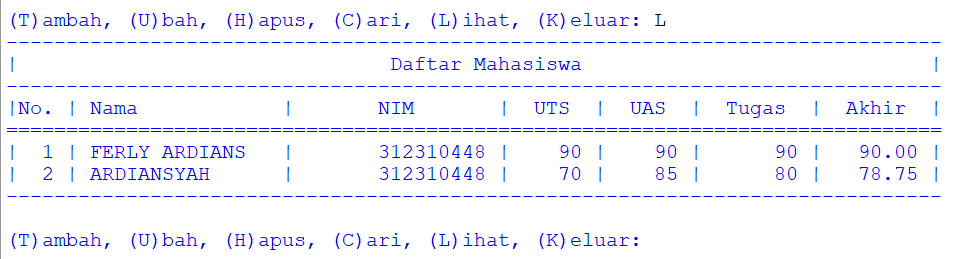 (T)ambah, (U)bah, (H)apus, (C)ari, (L)ihat, (K)eluar: L
------------------------------------------------------------------------------
|                               Daftar Mahasiswa                             |
------------------------------------------------------------------------------
|No. | Nama            |       NIM       |  UTS  |  UAS  |  Tugas  |  Akhir  |
==============================================================================
|  1 | FERLY ARDIANS   |       312310448 |    90 |    90 |      90 |   90.00 |
|  2 | ARDIANSYAH      |       312310448 |    70 |    85 |      80 |   78.75 |
------------------------------------------------------------------------------
(T)ambah, (U)bah, (H)apus, (C)ari, (L)ihat, (K)eluar: